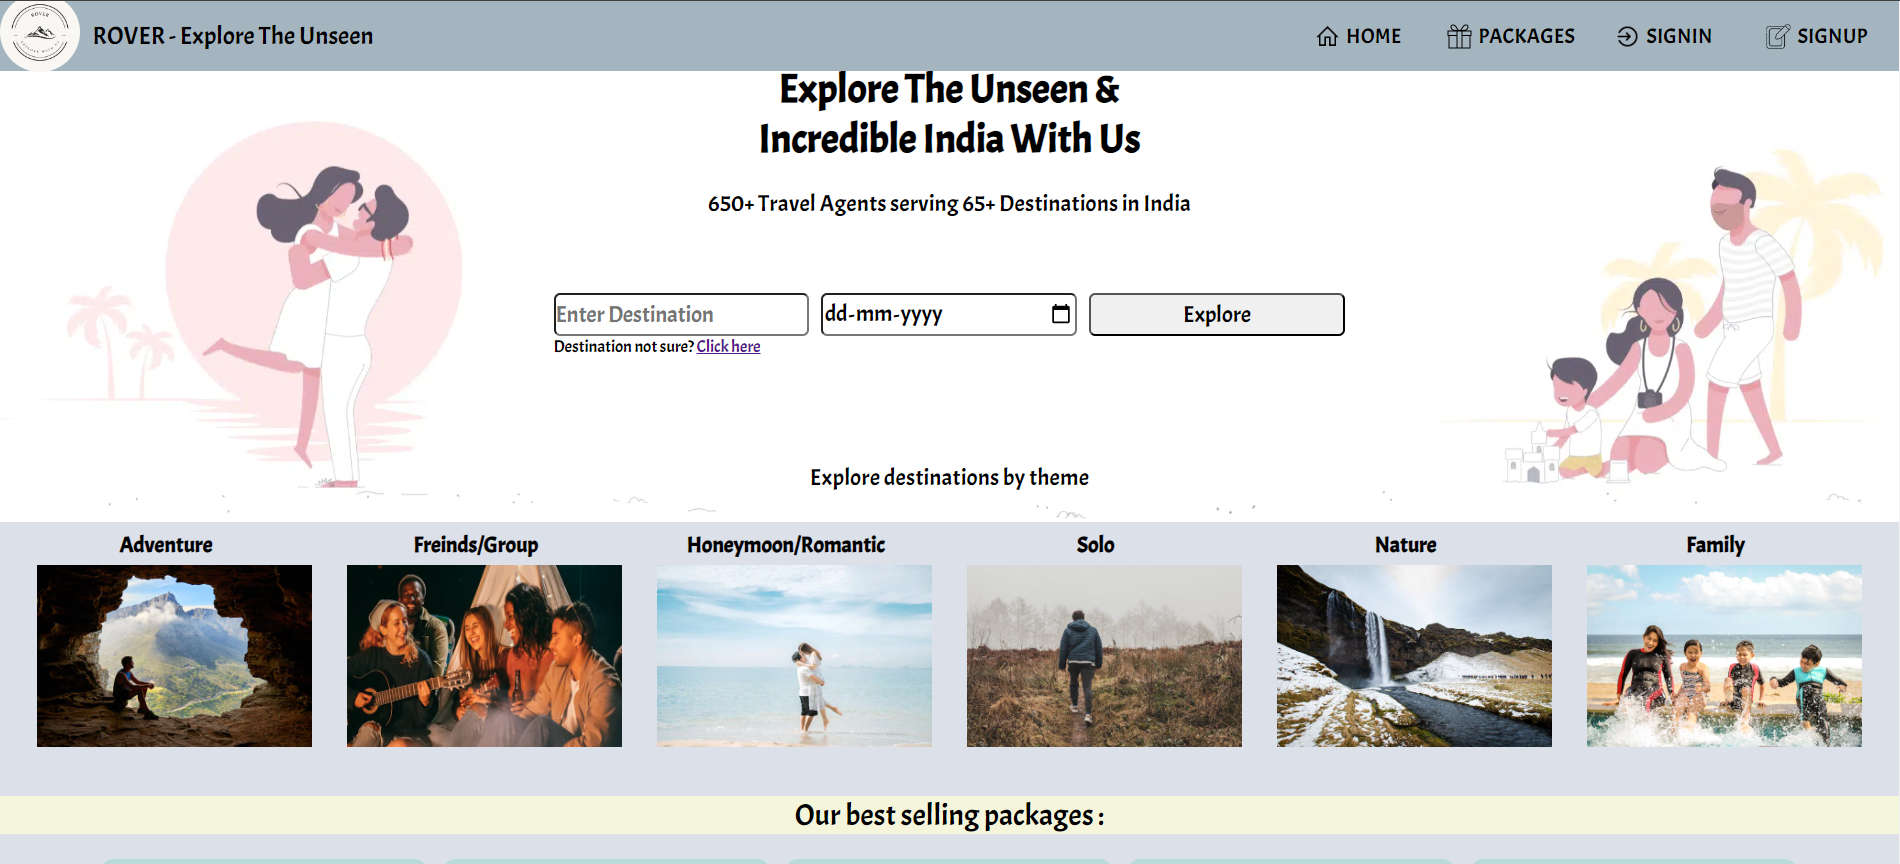 ROVER
ROVER - Explore The Unseen
HOME
PACKAGES
SIGNIN
SIGNUP
Explore The Unseen &
Incredible India With Us
650+ Travel Agents serving 65+ Destinations in India
Enter Destination
dd-mm-yyyy
Explore
Destination not sure? Click here
Explore destinations by theme
Adventure
Freinds/Group
Honeymoon/Romantic
Solo
Nature
Family
Our best selling packages :